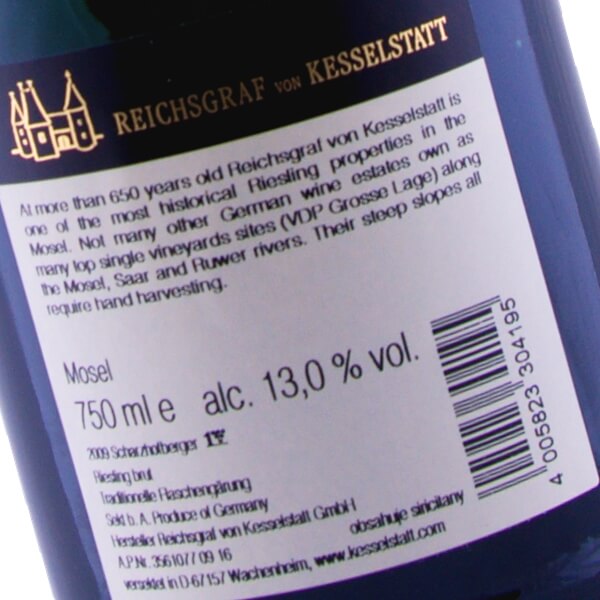 REICHSGRAF VON KESSELSTATT
At more than 650 years old Reichsgraf von Kesselstatt is
one of the most historical Riesling properties in the
Mosel. Not many other German wine estates own as
many top single vineyards sites (VDP Grosse Lage) along
the Mosel, Saar and Ruwer rivers. Their steep slopes all
require hand harvesting.
Mosel
750 ml e alc. 13,0 % vol.
2009 Scharzhofberger
Riesling brut
Traditionelle Flaschengärung
Sekt b. A. Produce of Germany
Hersteller Reichsgraf von Kesselstatt GmbH
A.P.Nr. 3561077 09 16 obsahuje siricitany
versektet in D-67157 Wachenheim, www.kesselstatt.com
4 005823 304195